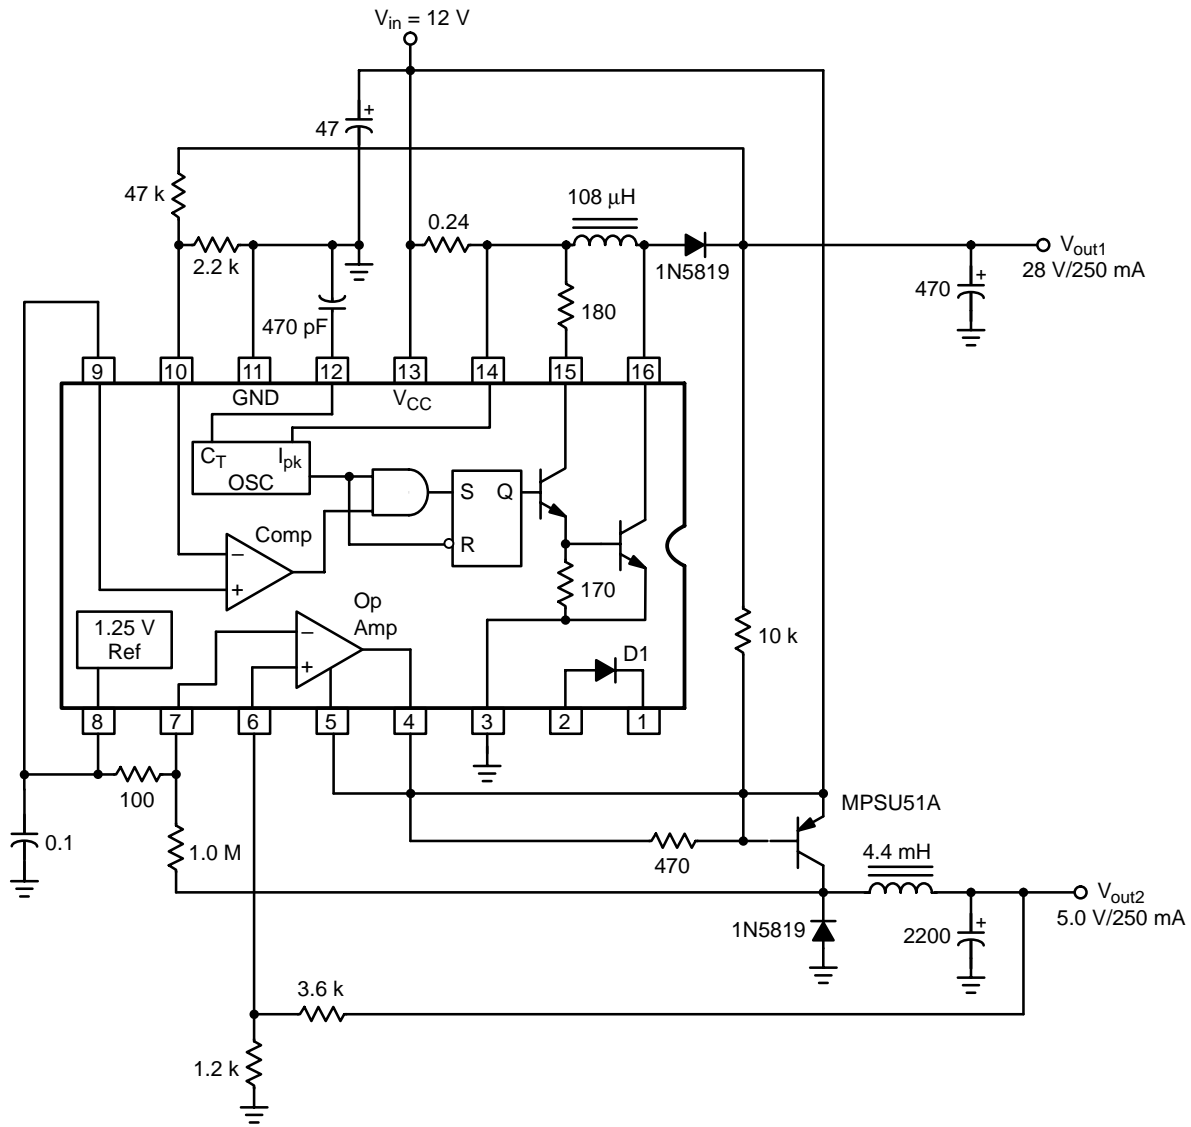 V_in = 12 V
+
47
47 k
108 μH
0.24
2.2 k
1N5819
V_out1
28 V/250 mA
470 pF
180
470
+
9
10
11
12
13
14
15
16
GND
V_CC
C_T
I_pk
OSC
S
Q
R
Comp
−
+
170
Op
Amp
1.25 V
Ref
−
+
D1
10 k
8
7
6
5
4
3
2
1
100
MPSU51A
0.1
1.0 M
470
4.4 mH
V_out2
5.0 V/250 mA
1N5819
2200
+
3.6 k
1.2 k